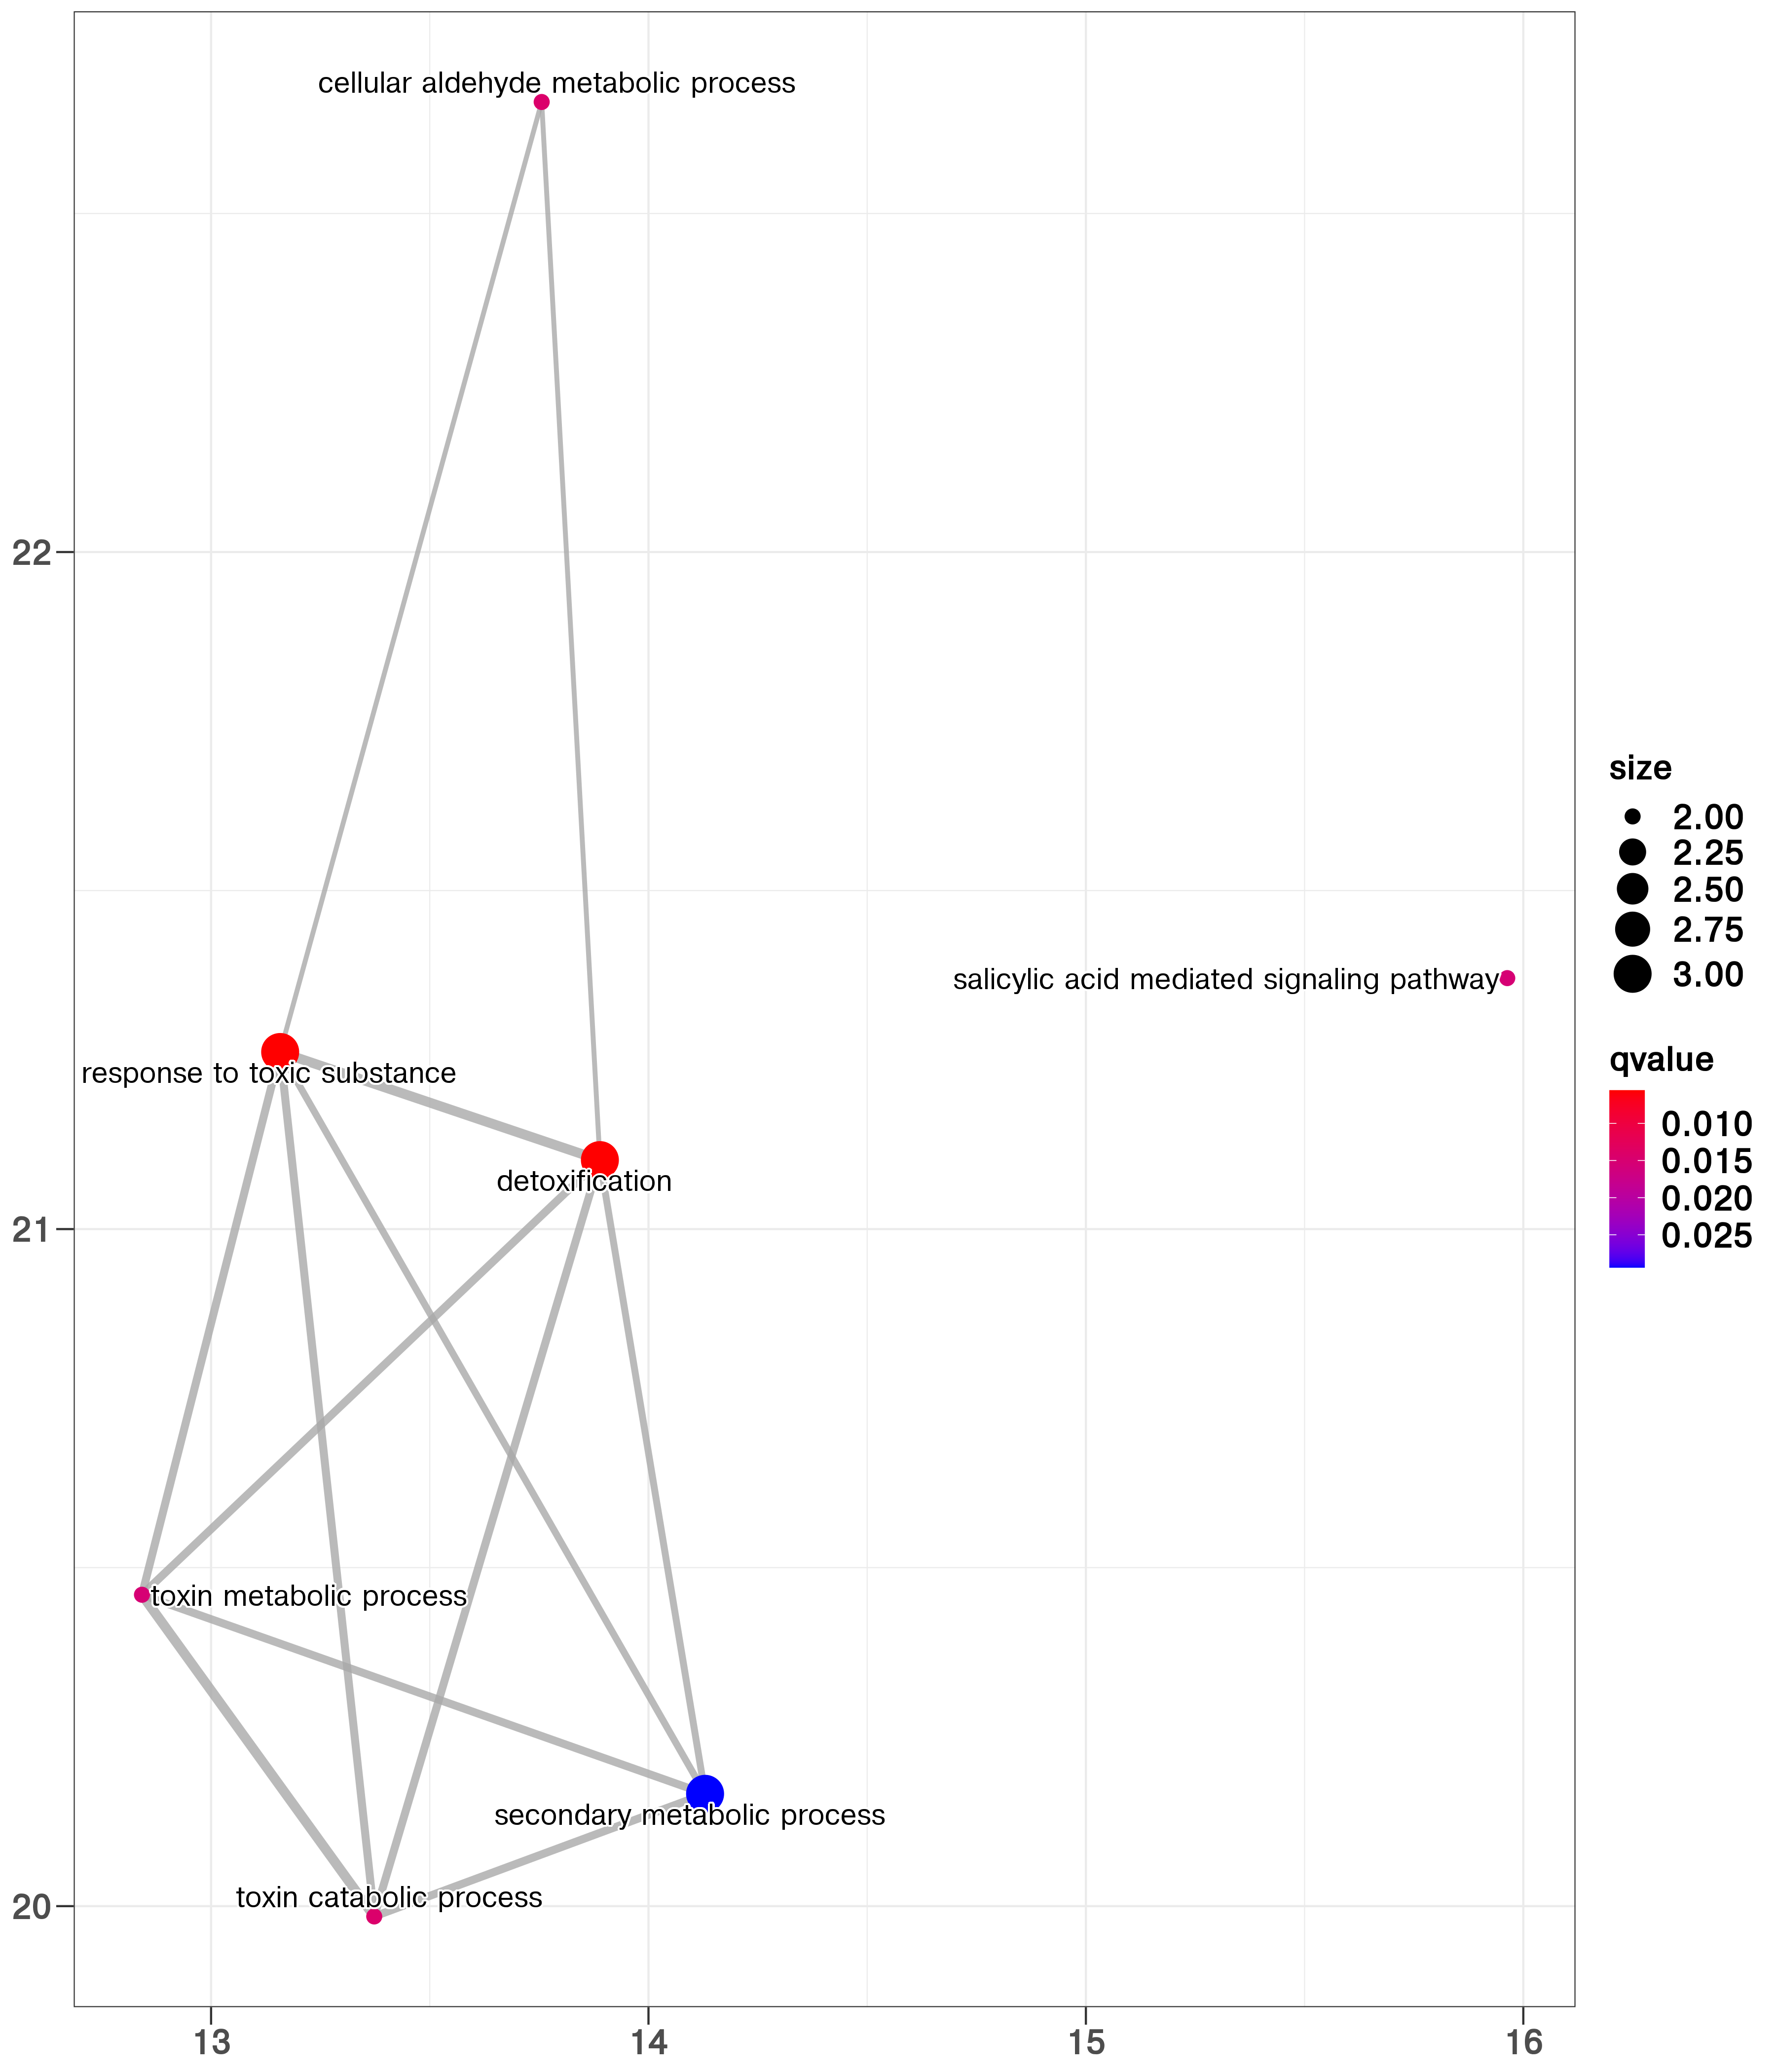 cellular aldehyde metabolic process
22
size
2.00
2.25
2.50
2.75
3.00
salicylic acid mediated signaling pathway
response to toxic substance
qvalue
0.010
0.015
0.020
0.025
detoxification
21
toxin metabolic process
secondary metabolic process
toxin catabolic process
20
13 14 15 16